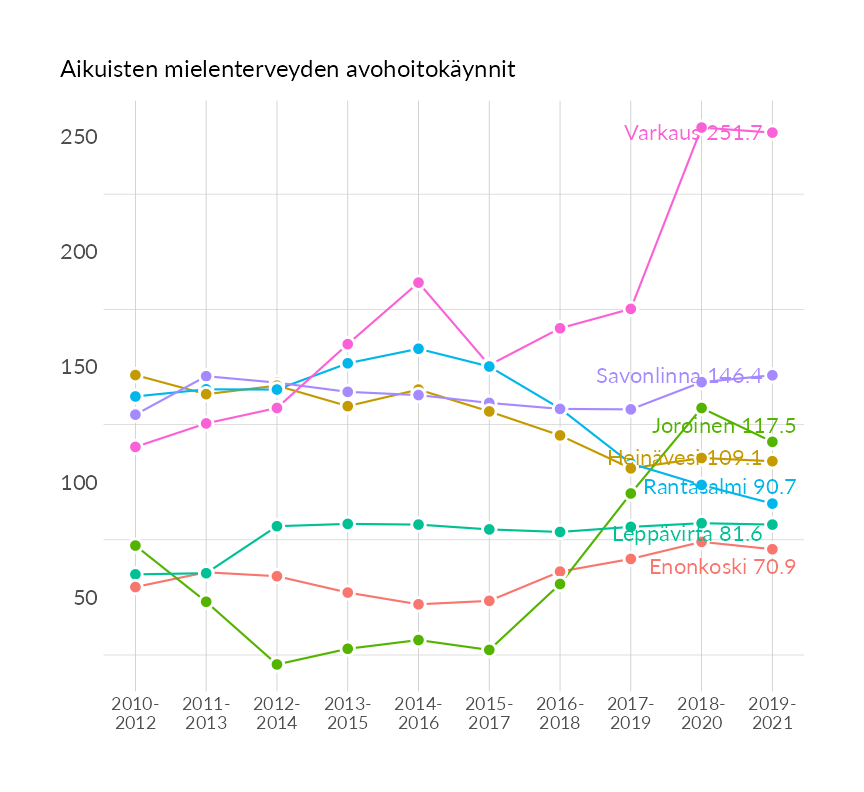 Aikuisten mielenterveyden avohoitokäynnit
250
200
150
100
50
Varkaus 251.7
Savonlinna 146.4
Joroinen 117.5
Heinävesi 109.1
Rantasalmi 90.7
Leppävirta 81.6
Enonkoski 70.9
2010- 2011- 2012- 2013- 2014- 2015- 2016- 2017- 2018- 2019-
2012 2013 2014 2015 2016 2017 2018 2019 2020 2021